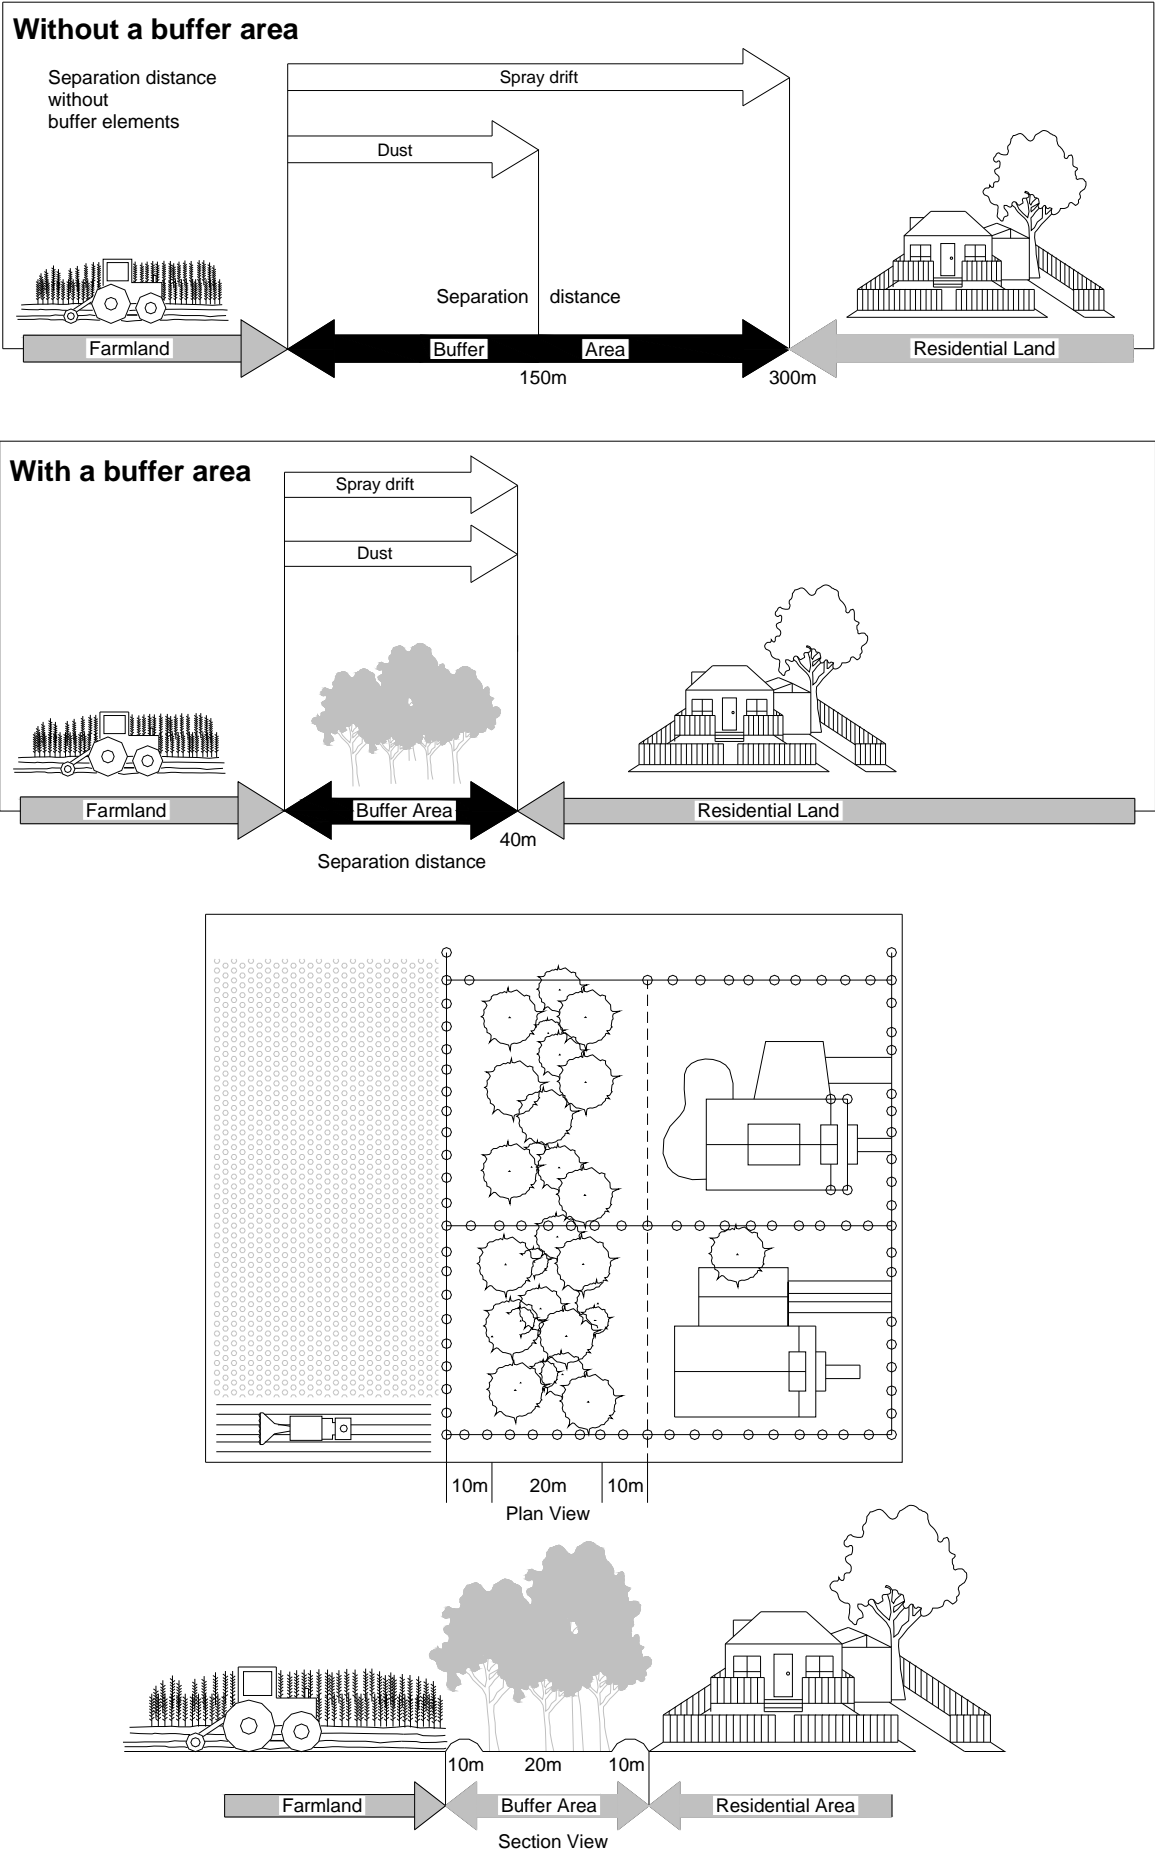 Without a buffer area
Separation distance
without
buffer elements
Spray drift
Dust
Separation distance
Farmland
Buffer Area
Residential Land
150m
300m
With a buffer area
Spray drift
Dust
Farmland
Buffer Area
Residential Land
40m
Separation distance
10m 20m 10m
Plan View
10m 20m 10m
Farmland
Buffer Area
Residential Area
Section View